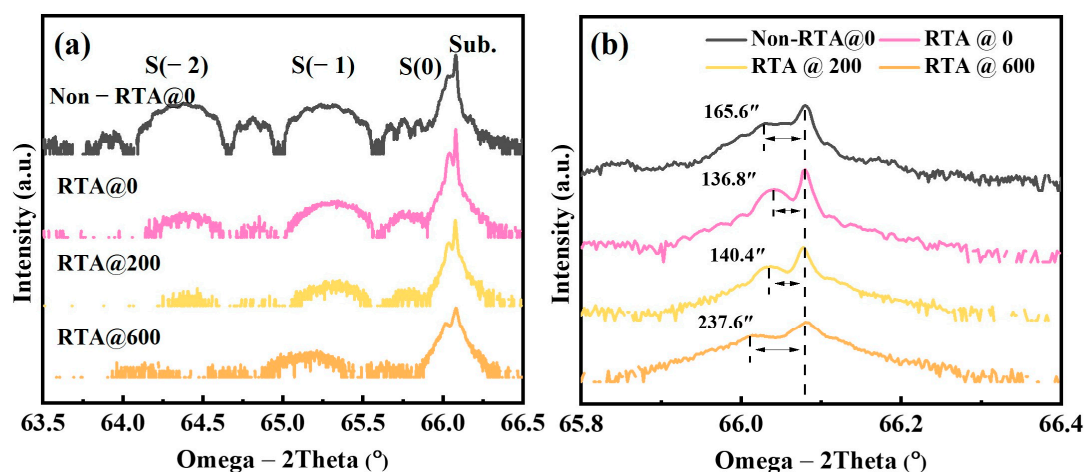 (a)
Sub.
S(− 2)
S(− 1)
S(0)
Non − RTA@0
RTA@0
RTA@200
RTA@600
Intensity (a.u.)
63.5 64.0 64.5 65.0 65.5 66.0 66.5
Omega − 2Theta (°)
(b)
Non-RTA@0 RTA @ 0
RTA @ 200 RTA @ 600
165.6″
136.8″
140.4″
237.6″
Intensity (a.u.)
65.8 66.0 66.2 66.4
Omega − 2Theta (°)